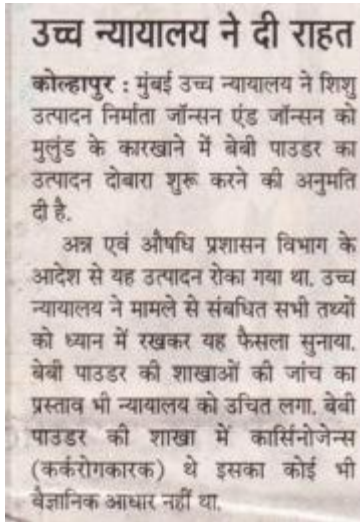 उच्च न्यायालय ने दी राहत
कोल्हापुर : मुंबई उच्च न्यायालय ने शिशु
उत्पादन निर्माता जॉन्सन एंड जॉन्सन को
मुलुंड के कारखाने में बेबी पाउडर का
उत्पादन दोबारा शुरू करने की अनुमति
दी है.
अन्न एवं औषधि प्रशासन विभाग के
आदेश से यह उत्पादन रोका गया था. उच्च
न्यायालय ने मामले से संबधित सभी तथ्यों
को ध्यान में रखकर यह फैसला सुनाया.
बेबी पाउडर की शाखाओं की जांच का
प्रस्ताव भी न्यायालय को उचित लगा. बेबी
पाउडर की शाखा में कार्सिनोजेन्स
(कर्करोगकारक) थे इसका कोई भी
वैज्ञानिक आधार नहीं था.